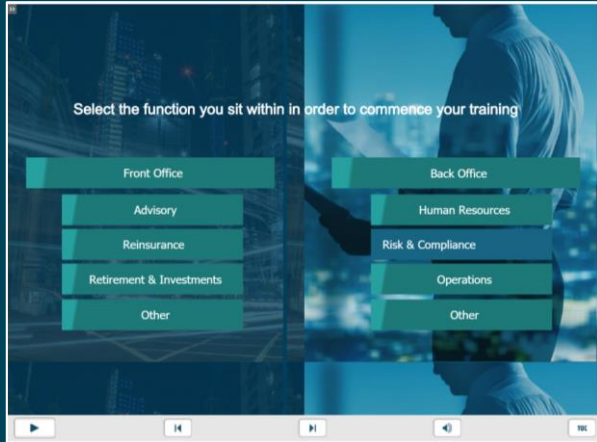 Select the function you sit within in order to commence your training
Front Office
Advisory
Reinsurance
Retirement & Investments
Other
Back Office
Human Resources
Risk & Compliance
Operations
Other
TOC